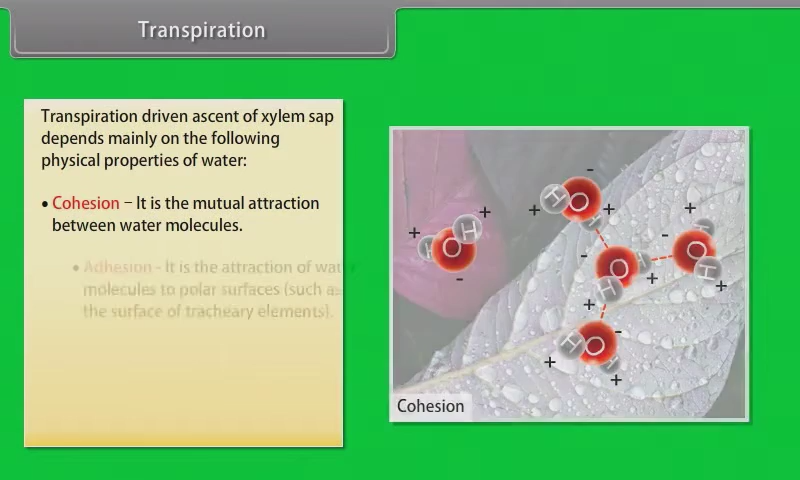 Transpiration
Transpiration driven ascent of xylem sap
depends mainly on the following
physical properties of water:
• Cohesion – It is the mutual attraction
between water molecules.
• Adhesion - It is the attraction of water
molecules to polar surfaces (such as
the surface of tracheary elements).
- H O H + +
+ H O H + -
- O H H + +
- O H H + +
- H O H + +
Cohesion